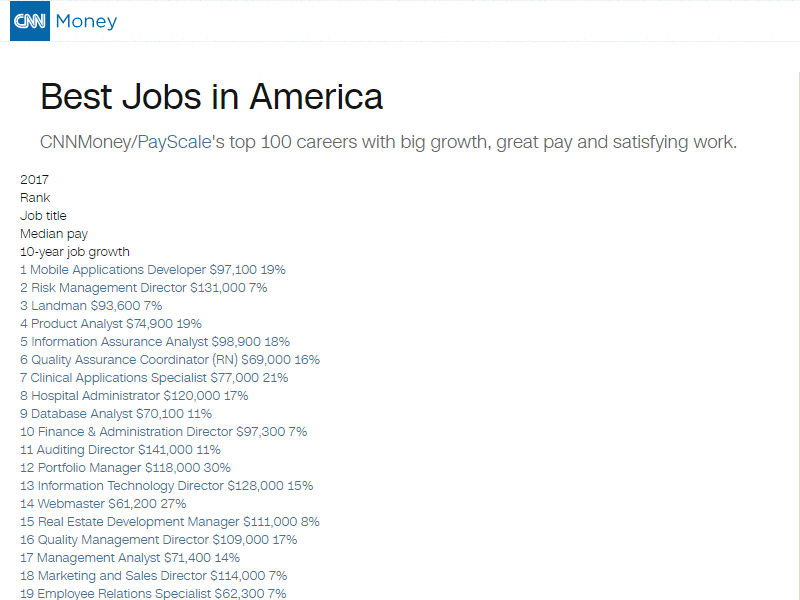 CNN Money
Best Jobs in America
CNNMoney/PayScale's top 100 careers with big growth, great pay and satisfying work.
2017
Rank
Job title
Median pay
10-year job growth
1 Mobile Applications Developer $97,100 19%
2 Risk Management Director $131,000 7%
3 Landman $93,600 7%
4 Product Analyst $74,900 19%
5 Information Assurance Analyst $98,900 18%
6 Quality Assurance Coordinator (RN) $69,000 16%
7 Clinical Applications Specialist $77,000 21%
8 Hospital Administrator $120,000 17%
9 Database Analyst $70,100 11%
10 Finance & Administration Director $97,300 7%
11 Auditing Director $141,000 11%
12 Portfolio Manager $118,000 30%
13 Information Technology Director $128,000 15%
14 Webmaster $61,200 27%
15 Real Estate Development Manager $111,000 8%
16 Quality Management Director $109,000 17%
17 Management Analyst $71,400 14%
18 Marketing and Sales Director $114,000 7%
19 Employee Relations Specialist $62,300 7%